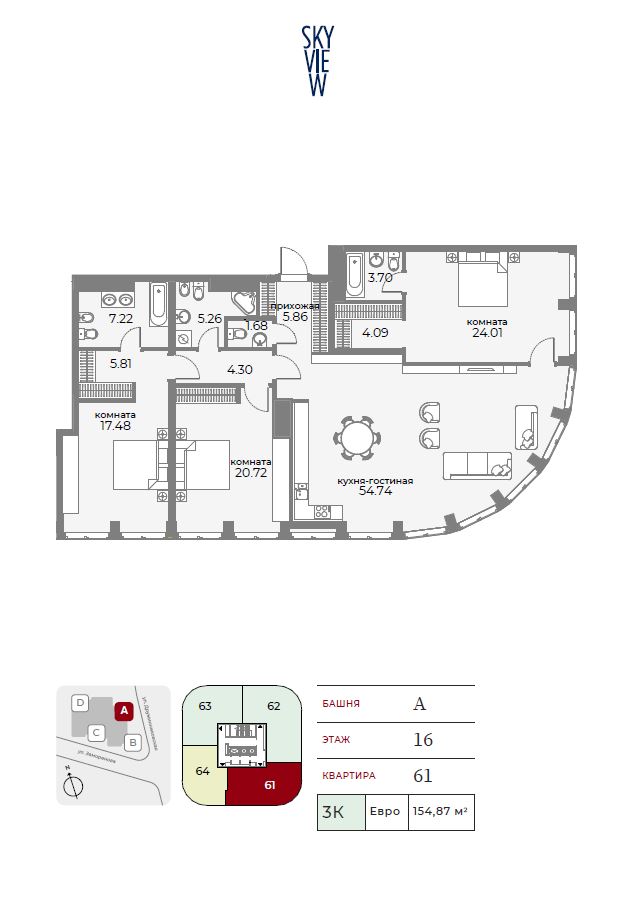 SKY
VIE
W
3.70
прихожая
5.86
7.22
5.26
1.68
комната
24.01
4.09
5.81
4.30
комната
17.48
комната
20.72
кухня-гостиная
54.74
D
A
C
B
ул. Дружинниковская
ул. Заморенова
N
63
62
64
61
БАШНЯ A
ЭТАЖ 16
КВАРТИРА 61
3К Евро 154,87 м²